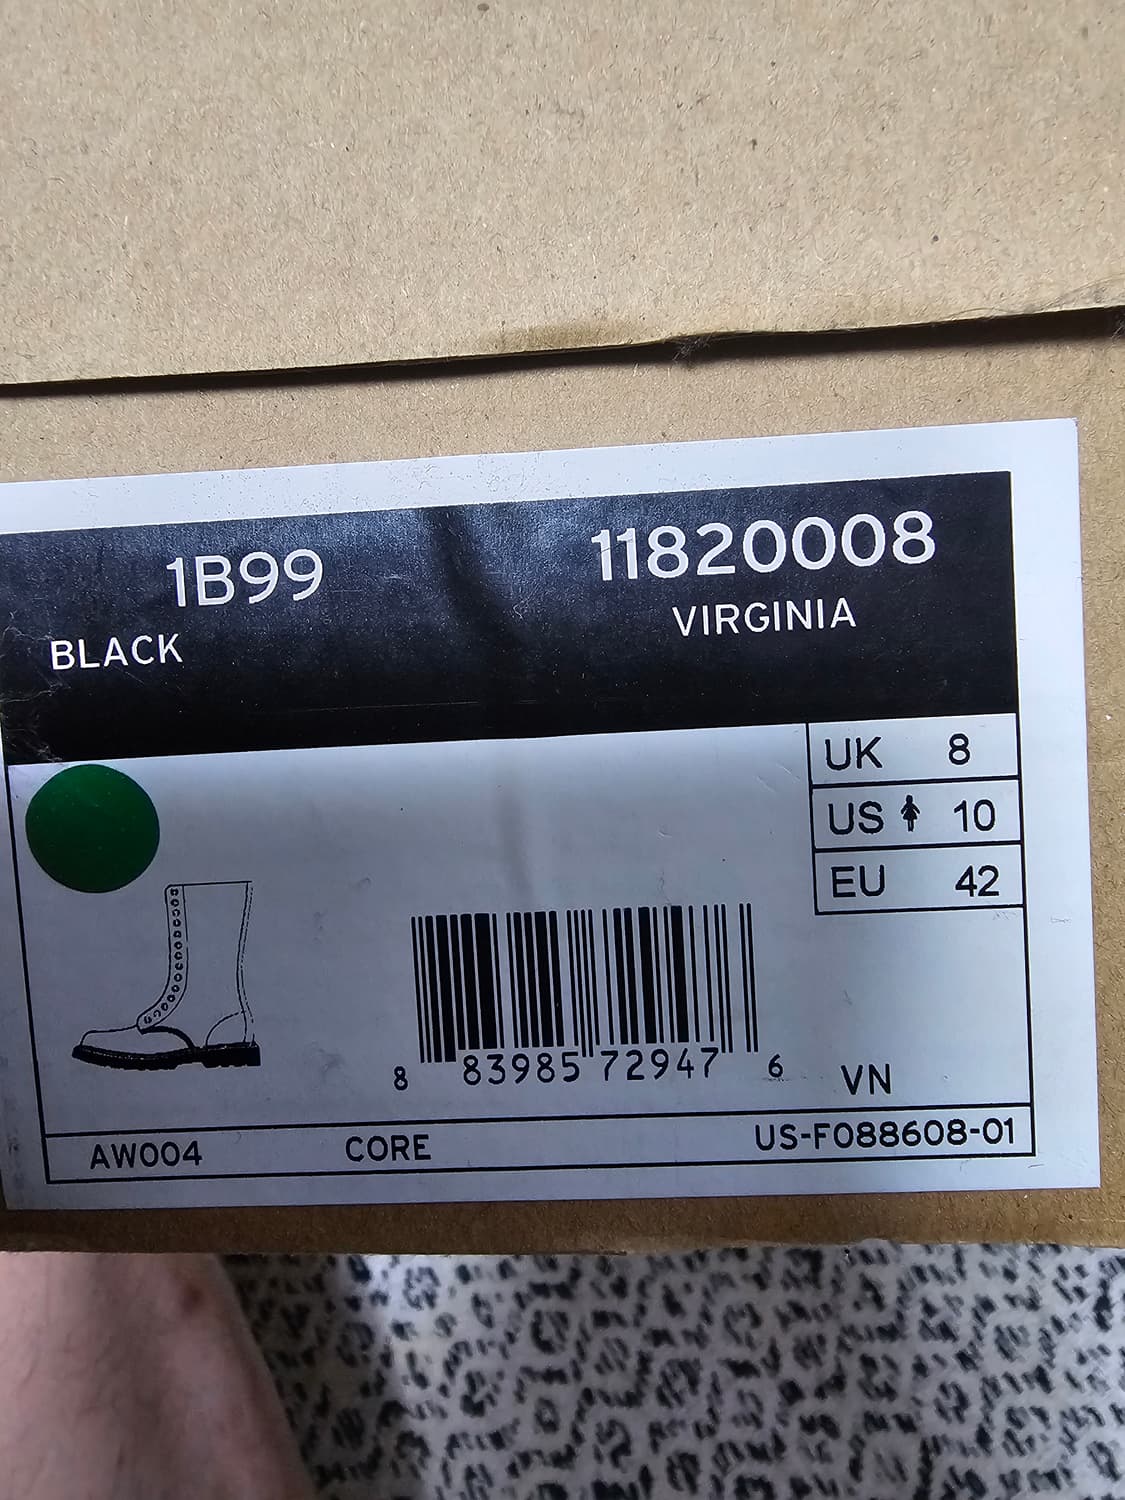 1B99
11820008
BLACK
VIRGINIA
UK 8
US 10
EU 42
8 83985 72947 6
VN
AW004 CORE US-F088608-01